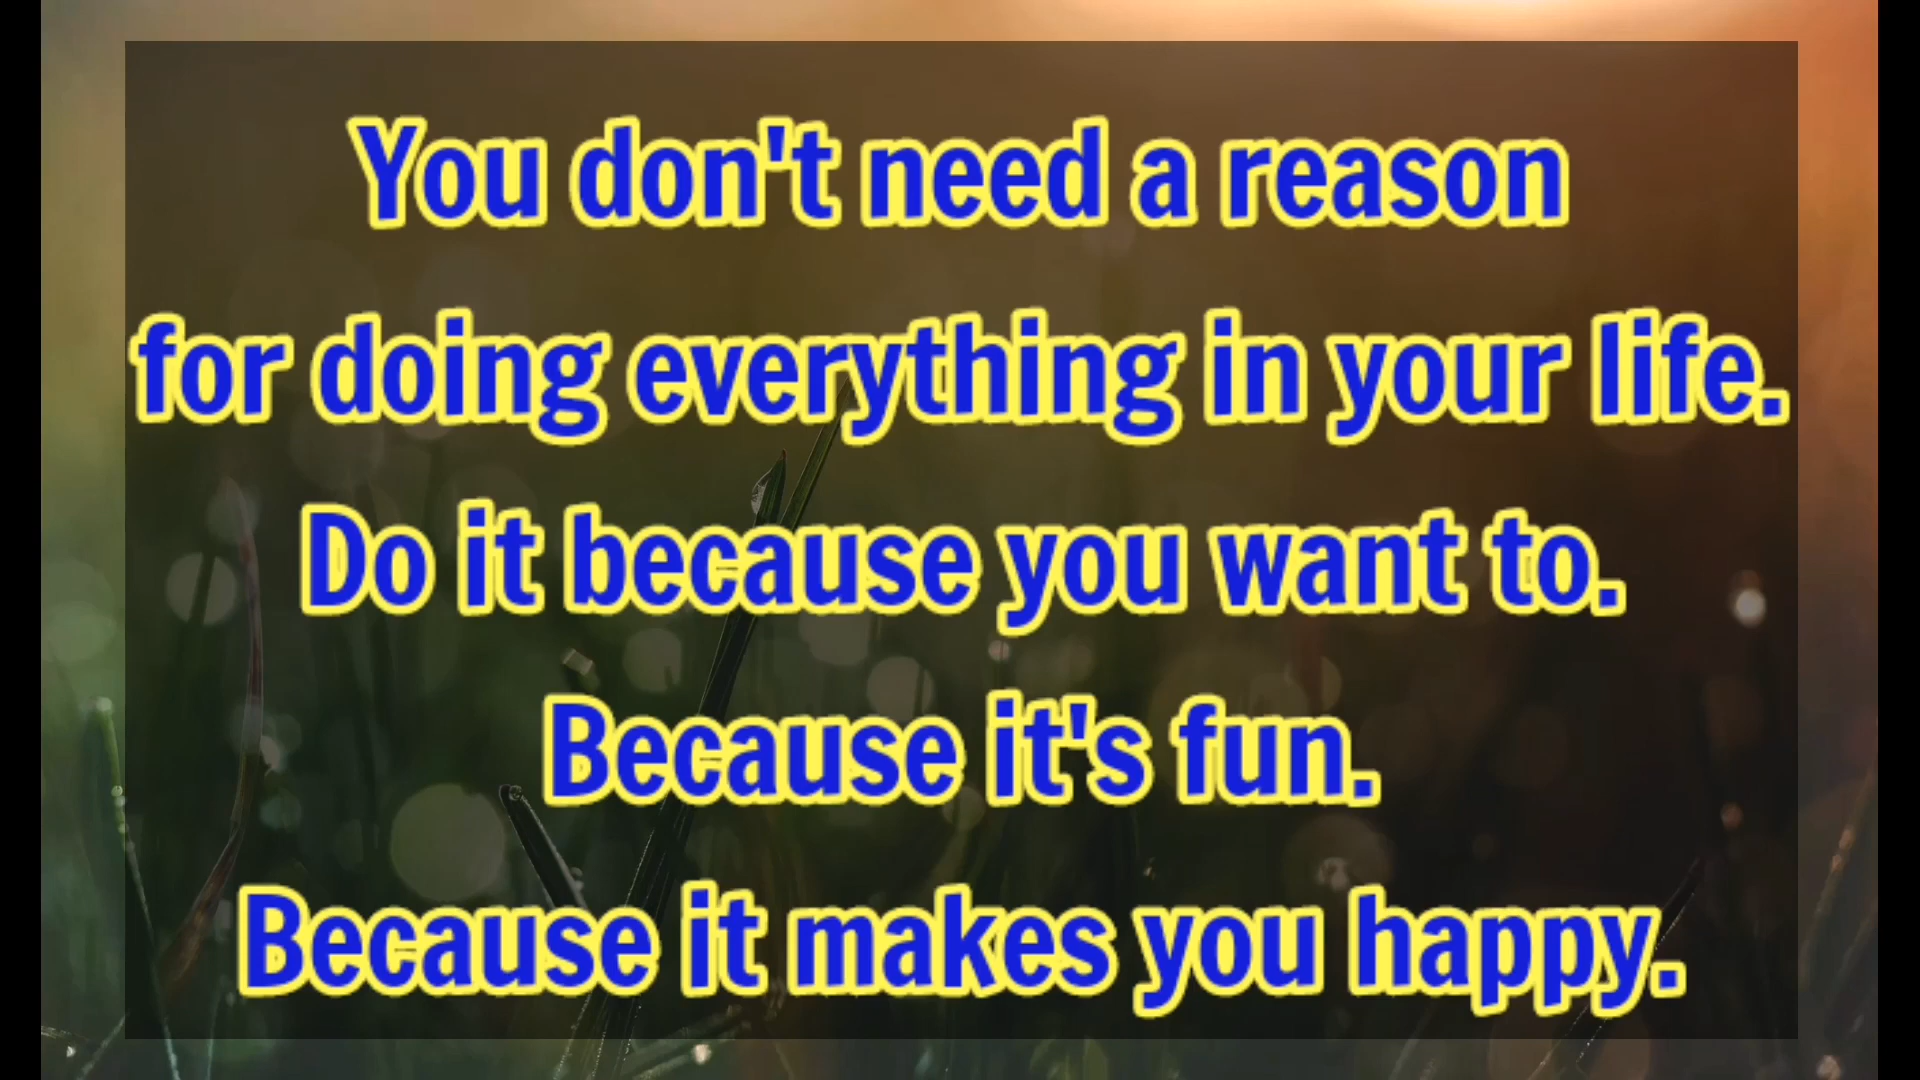 You don't need a reason
for doing everything in your life.
Do it because you want to.
Because it's fun.
Because it makes you happy.